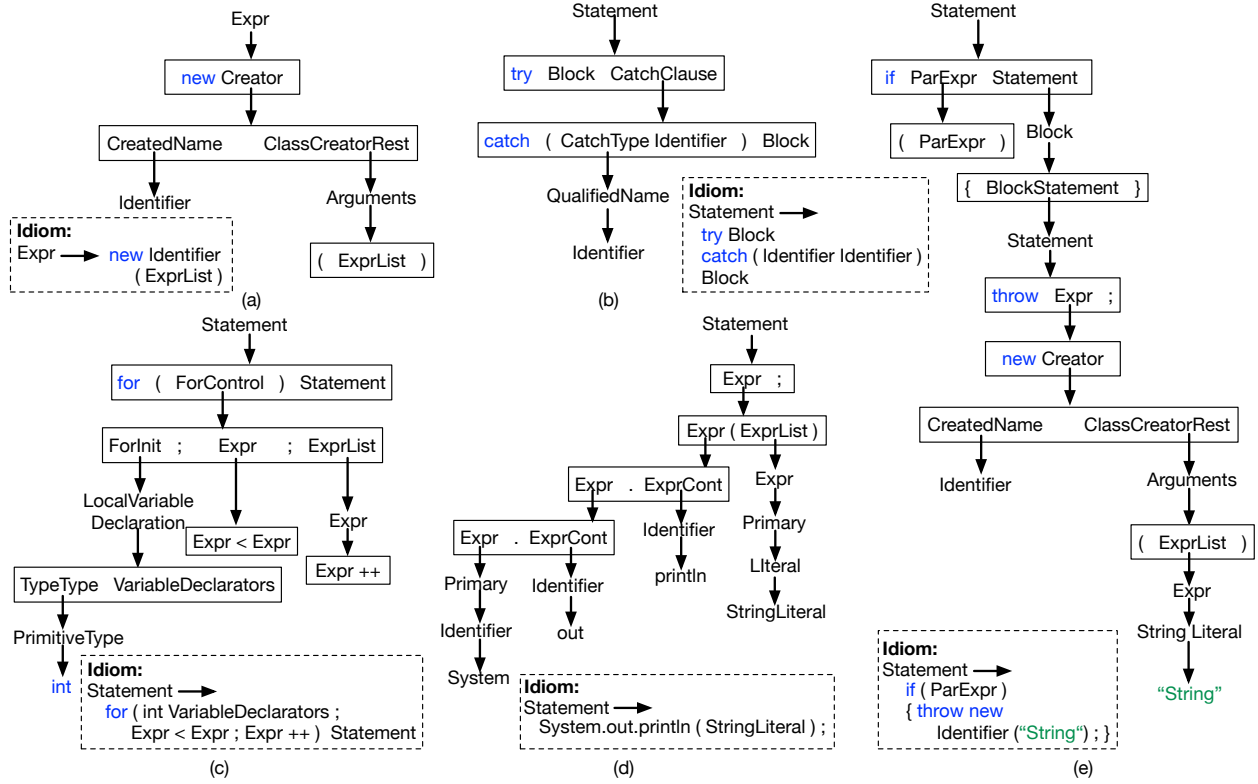 Expr
new Creator
CreatedName ClassCreatorRest
Identifier
Arguments
( ExprList )
Idiom:
Expr new Identifier
( ExprList )
(a)
Statement
try Block CatchClause
catch ( CatchType Identifier ) Block
QualifiedName
Identifier
Idiom:
Statement
try Block
catch ( Identifier Identifier )
Block
(b)
Statement
for ( ForControl ) Statement
ForInit ; Expr ; ExprList
LocalVariable
Declaration
Expr < Expr
Expr
Expr ++
TypeType VariableDeclarators
PrimitiveType
int
Idiom:
Statement
for ( int VariableDeclarators ;
Expr < Expr ; Expr ++ ) Statement
(c)
Statement
Expr ;
Expr ( ExprList )
Expr . ExprCont
Expr
Expr . ExprCont
Identifier
Primary
println
LIteral
Primary
Identifier
StringLiteral
Identifier
out
System
Idiom:
Statement
System.out.println ( StringLiteral ) ;
(d)
Statement
if ParExpr Statement
( ParExpr )
Block
{ BlockStatement }
Statement
throw Expr ;
new Creator
CreatedName ClassCreatorRest
Identifier
Arguments
( ExprList )
Expr
String Literal
“String”
Idiom:
Statement
if ( ParExpr )
{ throw new
Identifier (“String“) ; }
(e)